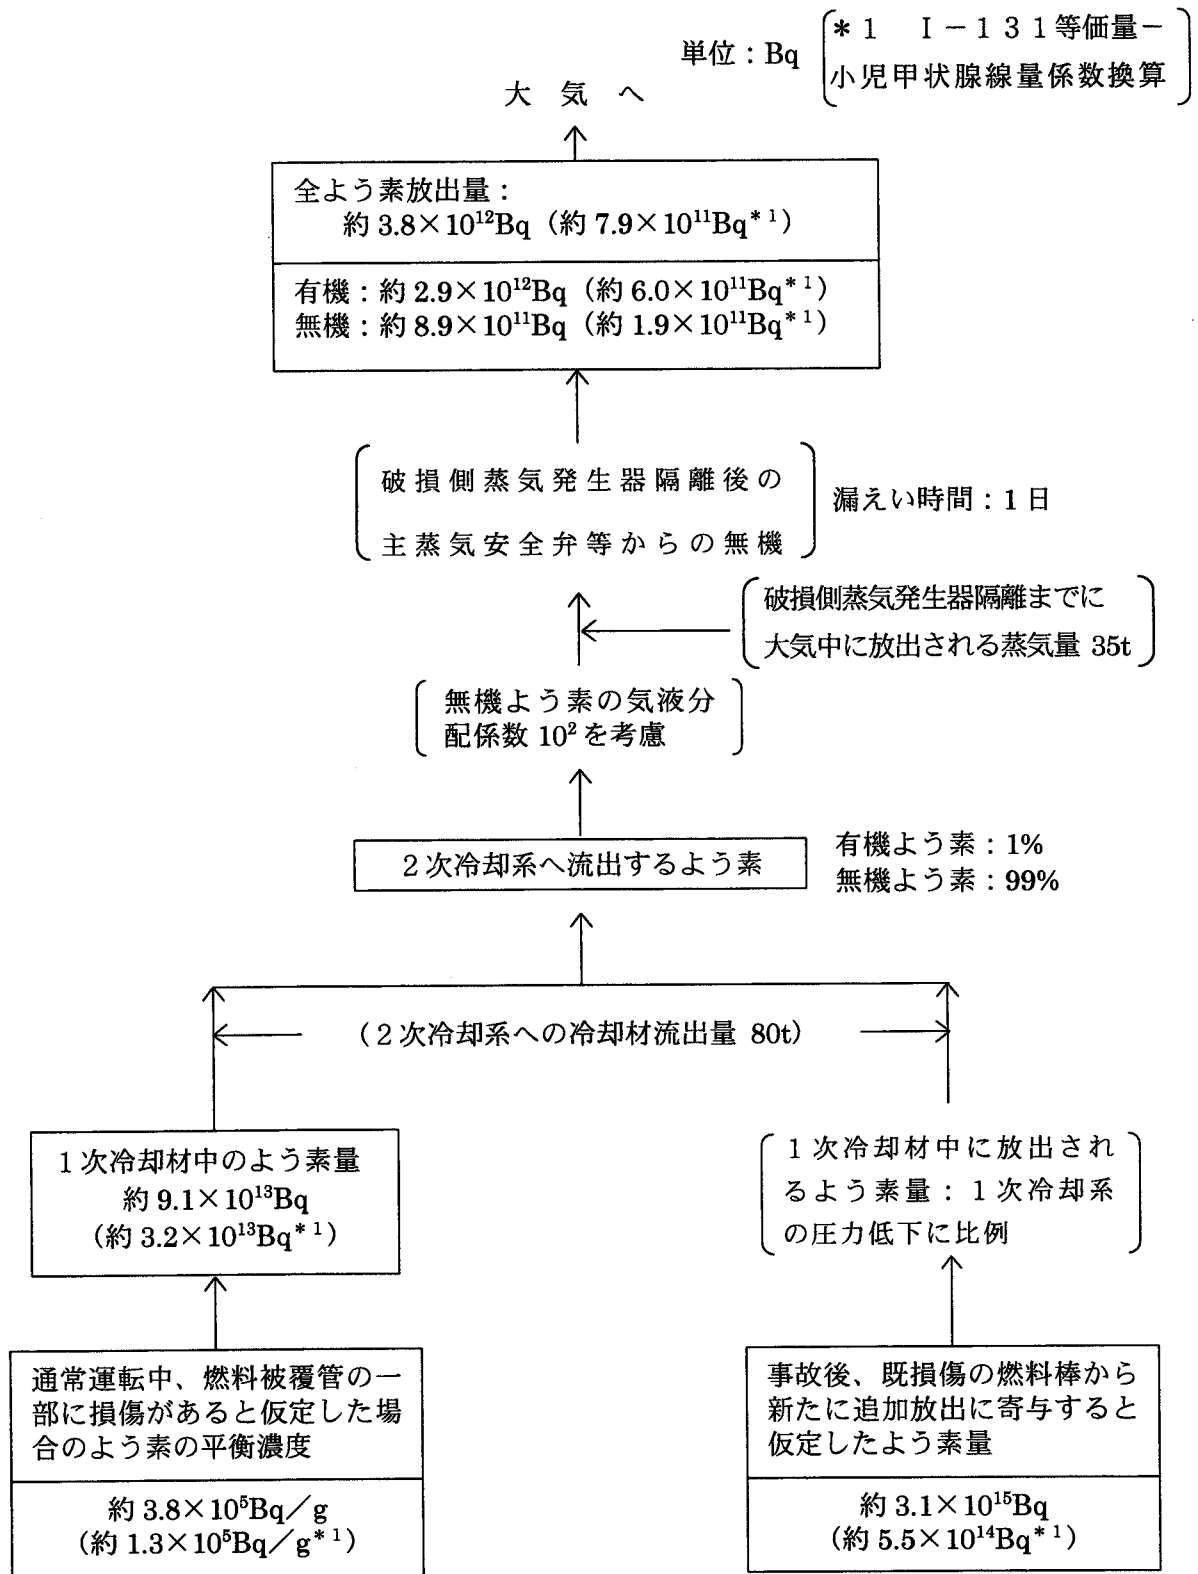 単位：Bq
＊１　Ｉ－１３１等価量－
小児甲状腺線量係数換算
大　気　へ
全よう素放出量：
約 3.8×10¹²Bq（約 7.9×10¹¹Bq*¹）
有機：約 2.9×10¹²Bq（約 6.0×10¹¹Bq*¹）
無機：約 8.9×10¹¹Bq（約 1.9×10¹¹Bq*¹）
破損側蒸気発生器隔離後の
主蒸気安全弁等からの無機
漏えい時間：1 日
破損側蒸気発生器隔離までに
大気中に放出される蒸気量 35t
無機よう素の気液分
配係数 10²を考慮
２次冷却系へ流出するよう素
有機よう素：1%
無機よう素：99%
（２次冷却系への冷却材流出量 80t）
１次冷却材中のよう素量
約 9.1×10¹³Bq
（約 3.2×10¹³Bq*¹）
１次冷却材中に放出され
るよう素量：１次冷却系
の圧力低下に比例
通常運転中、燃料被覆管の一
部に損傷があると仮定した場
合のよう素の平衡濃度
約 3.8×10⁵Bq／g
（約 1.3×10⁵Bq／g*¹）
事故後、既損傷の燃料棒から
新たに追加放出に寄与すると
仮定したよう素量
約 3.1×10¹⁵Bq
（約 5.5×10¹⁴Bq*¹）